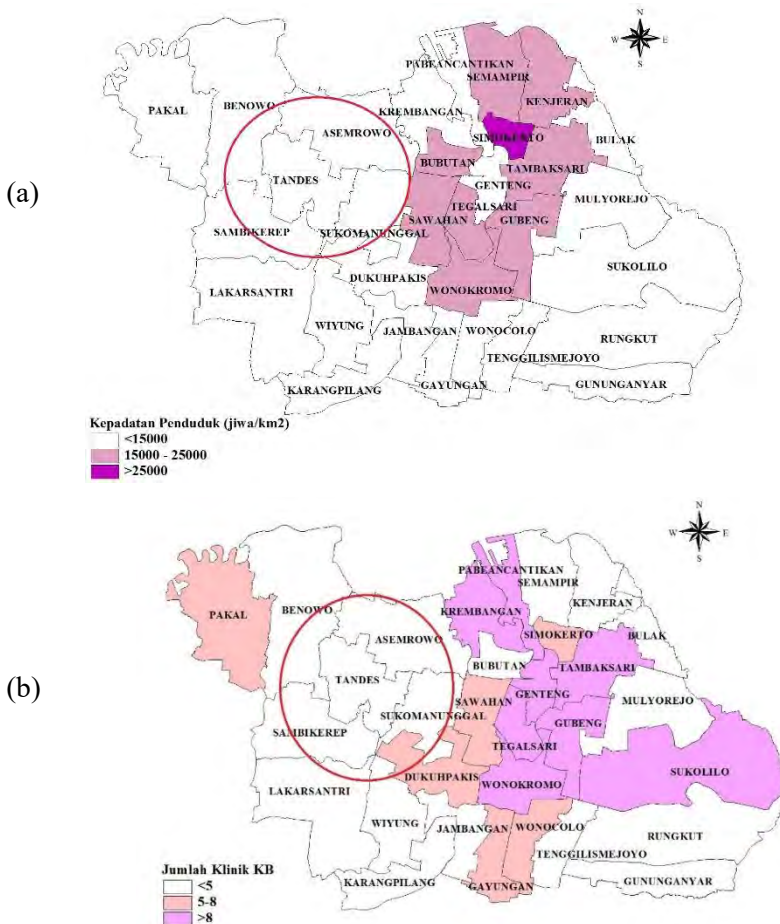 (a)
N
W E
S
PABEANCANTIKAN
SEMAMPIR
PAKAL
BENOWO
KREMBANGAN
KENJERAN
ASEMROWO
SIMOKERTO
BULAK
BUBUTAN
TAMBAKSARI
TANDES
GENTENG
MULYOREJO
TEGALSARI
SAWAHAN
GUBENG
SAMBIKEREP
SUKOMANUNGGAL
SUKOLILO
DUKUHPAKIS
LAKARSANTRI
WONOKROMO
WIYUNG
JAMBANGAN
WONOCOLO
RUNGKUT
TENGGILISMEJOYO
KARANGPILANG
GAYUNGAN
GUNUNGANYAR
Kepadatan Penduduk (jiwa/km2)
<15000
15000 - 25000
>25000
(b)
N
W E
S
PABEANCANTIKAN
SEMAMPIR
PAKAL
BENOWO
KREMBANGAN
KENJERAN
ASEMROWO
SIMOKERTO
BULAK
BUBUTAN
TAMBAKSARI
TANDES
GENTENG
MULYOREJO
SAWAHAN
SUKOMANUNGGAL
GUBENG
SAMBIKEREP
TEGALSARI
SUKOLILO
DUKUHPAKIS
WONOKROMO
LAKARSANTRI
WIYUNG
JAMBANGAN
WONOCOLO
RUNGKUT
TENGGILISMEJOYO
KARANGPILANG
GAYUNGAN
GUNUNGANYAR
Jumlah Klinik KB
<5
5-8
>8